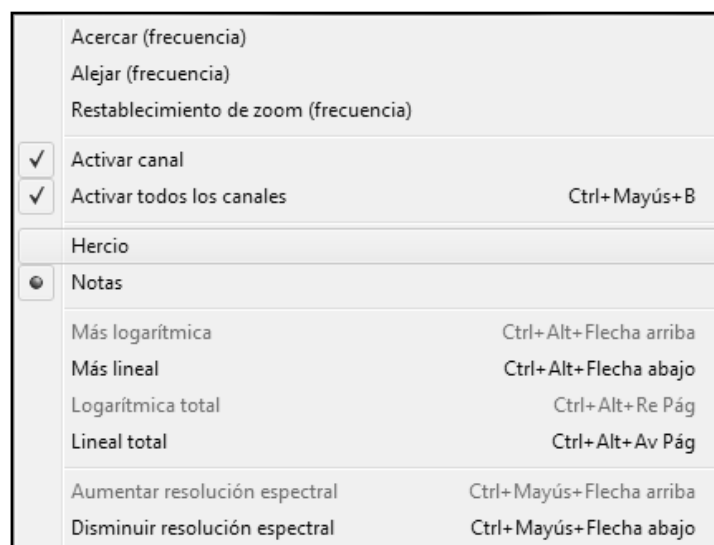 Acercar (frecuencia)
Alejar (frecuencia)
Restablecimiento de zoom (frecuencia)
Activar canal
Activar todos los canales Ctrl+Mayús+B
Hercio
Notas
Más logarítmica Ctrl+Alt+Flecha arriba
Más lineal Ctrl+Alt+Flecha abajo
Logarítmica total Ctrl+Alt+Re Pág
Lineal total Ctrl+Alt+Av Pág
Aumentar resolución espectral Ctrl+Mayús+Flecha arriba
Disminuir resolución espectral Ctrl+Mayús+Flecha abajo